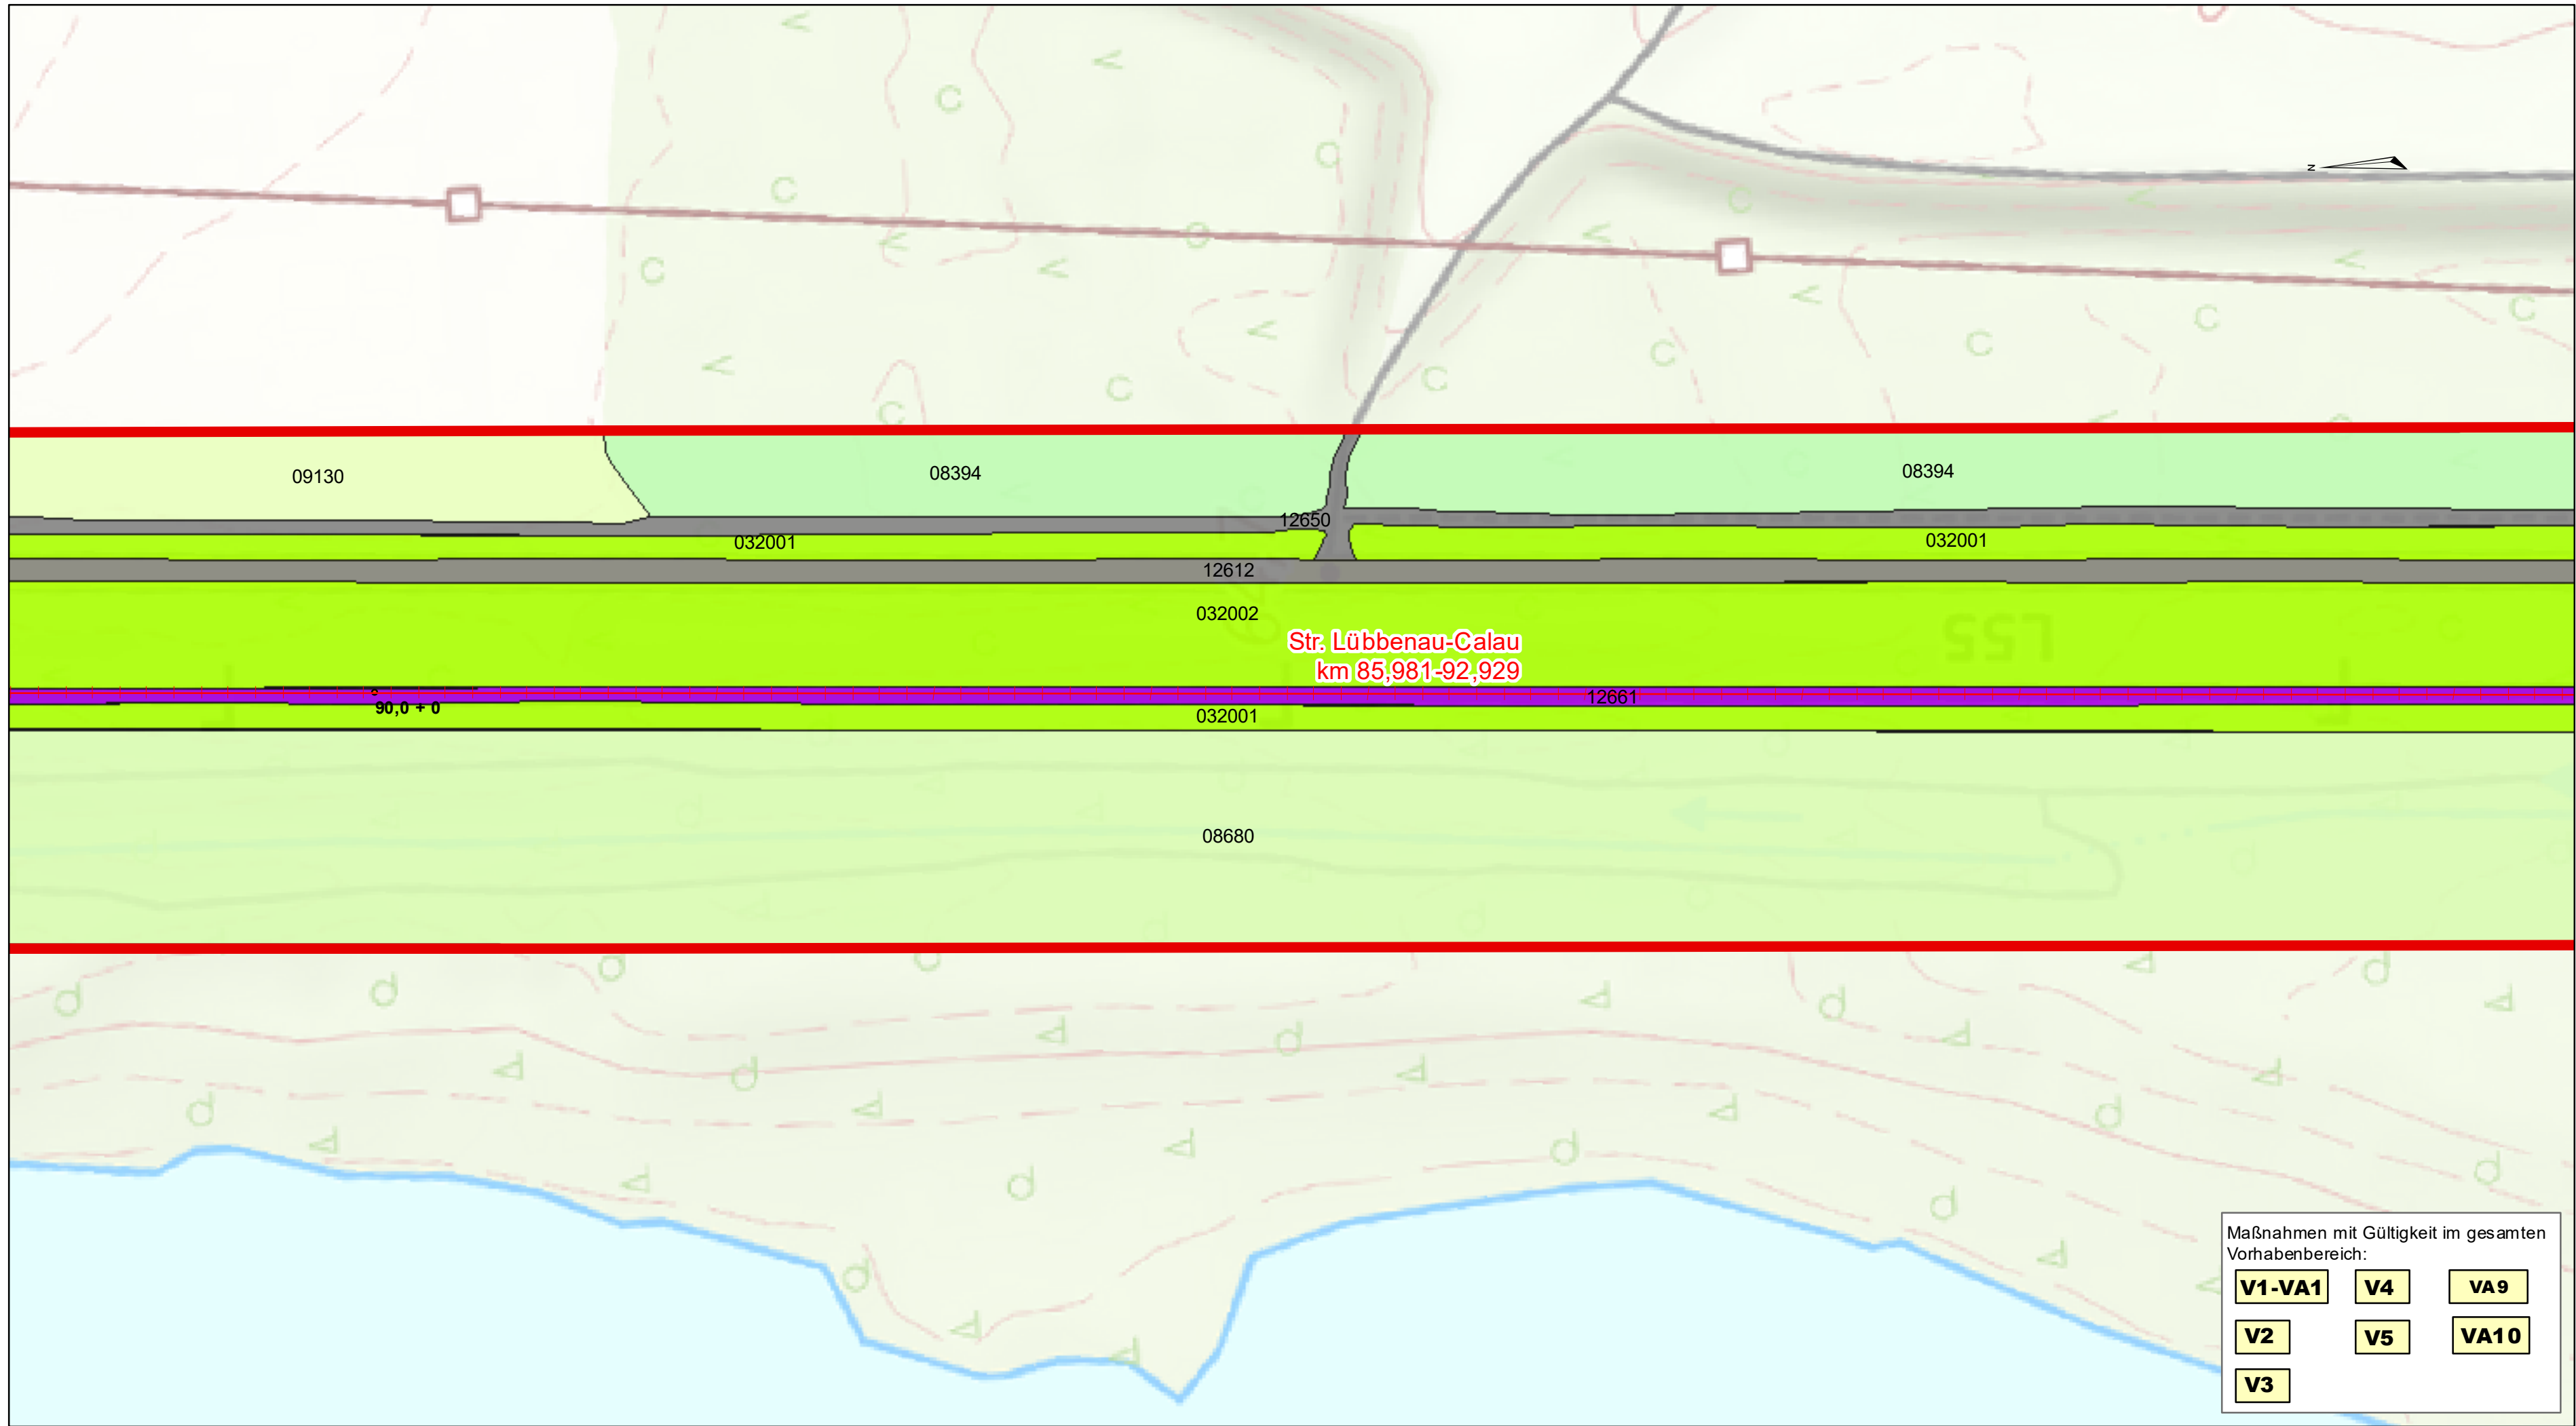 z
09130
08394
08394
12650
032001
032001
12612
032002
LSS
Str. Lübbenau-Calau
km 85,981-92,929
12661
90,0 + 0
032001
08680
Maßnahmen mit Gültigkeit im gesamten
Vorhabenbereich:
V1-VA1 V4 VA9
V2 V5 VA10
V3